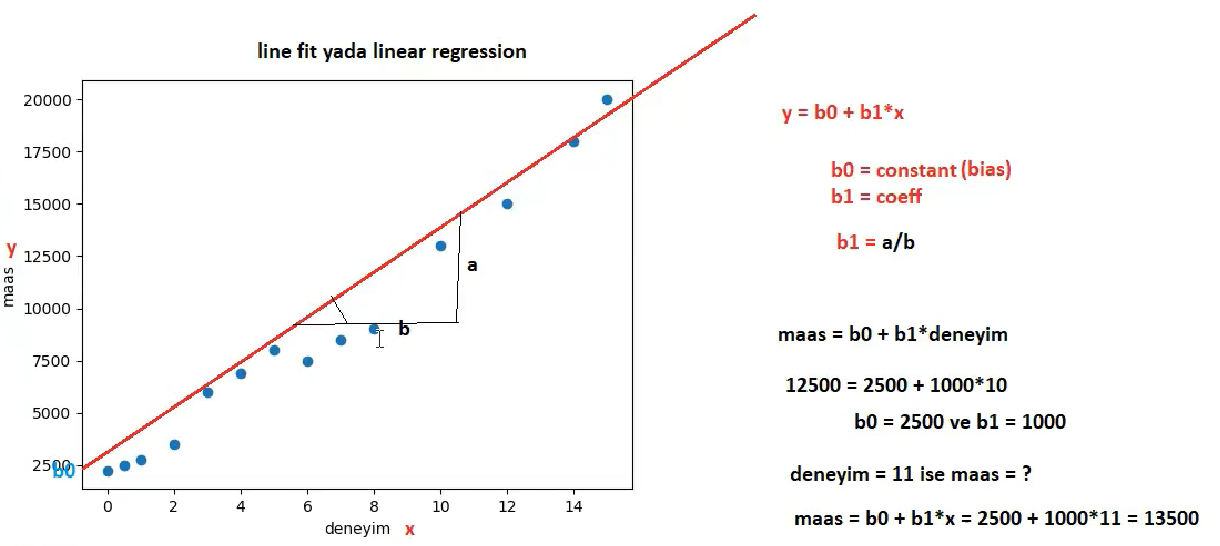 line fit yada linear regression
20000
17500
15000
12500
10000
7500
5000
2500
y
maas
b0
a
b
0 2 4 6 8 10 12 14
deneyim x
y = b0 + b1*x
b0 = constant (bias)
b1 = coeff
b1 = a/b
maas = b0 + b1*deneyim
12500 = 2500 + 1000*10
b0 = 2500 ve b1 = 1000
deneyim = 11 ise maas = ?
maas = b0 + b1*x = 2500 + 1000*11 = 13500